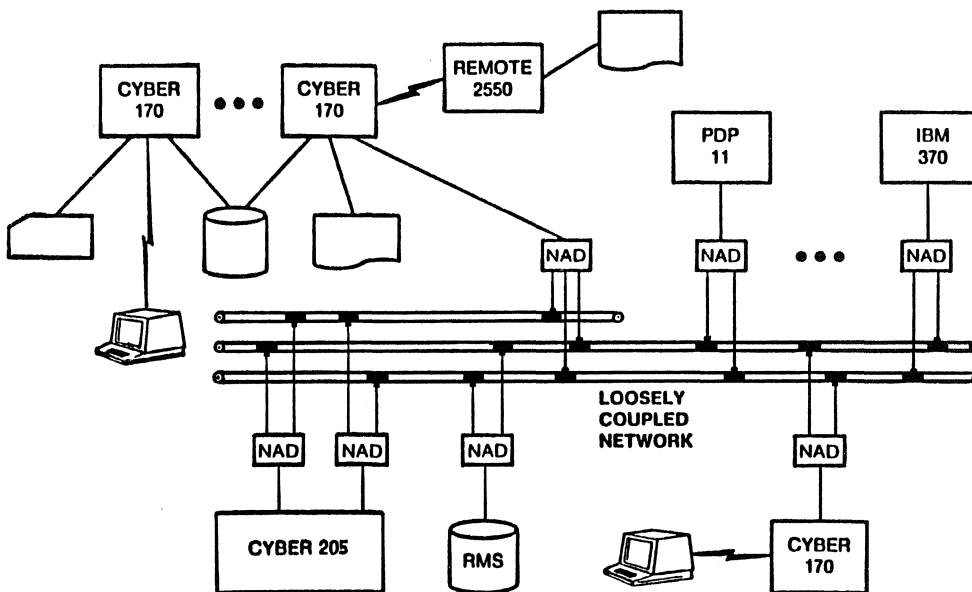 CYBER
170
CYBER
170
REMOTE
2550
PDP
11
IBM
370
NAD
NAD
NAD
LOOSELY
COUPLED
NETWORK
NAD
NAD
NAD
NAD
CYBER 205
RMS
CYBER
170